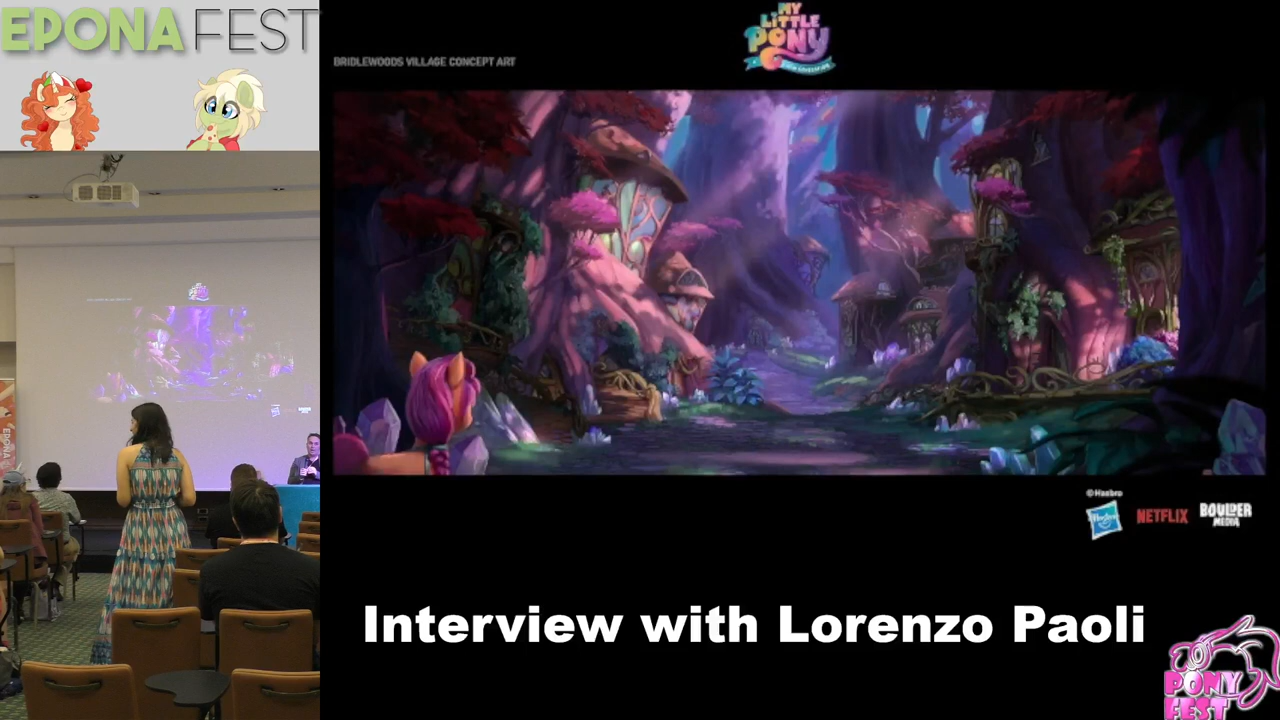 EPONAFEST
MY
LITTLE
PONY
BRIDLEWOODS VILLAGE CONCEPT ART
EPONA
© Hasbro
Hasbro
NETFLIX
BOULDER
MEDIA
Interview with Lorenzo Paoli
PONY
FEST